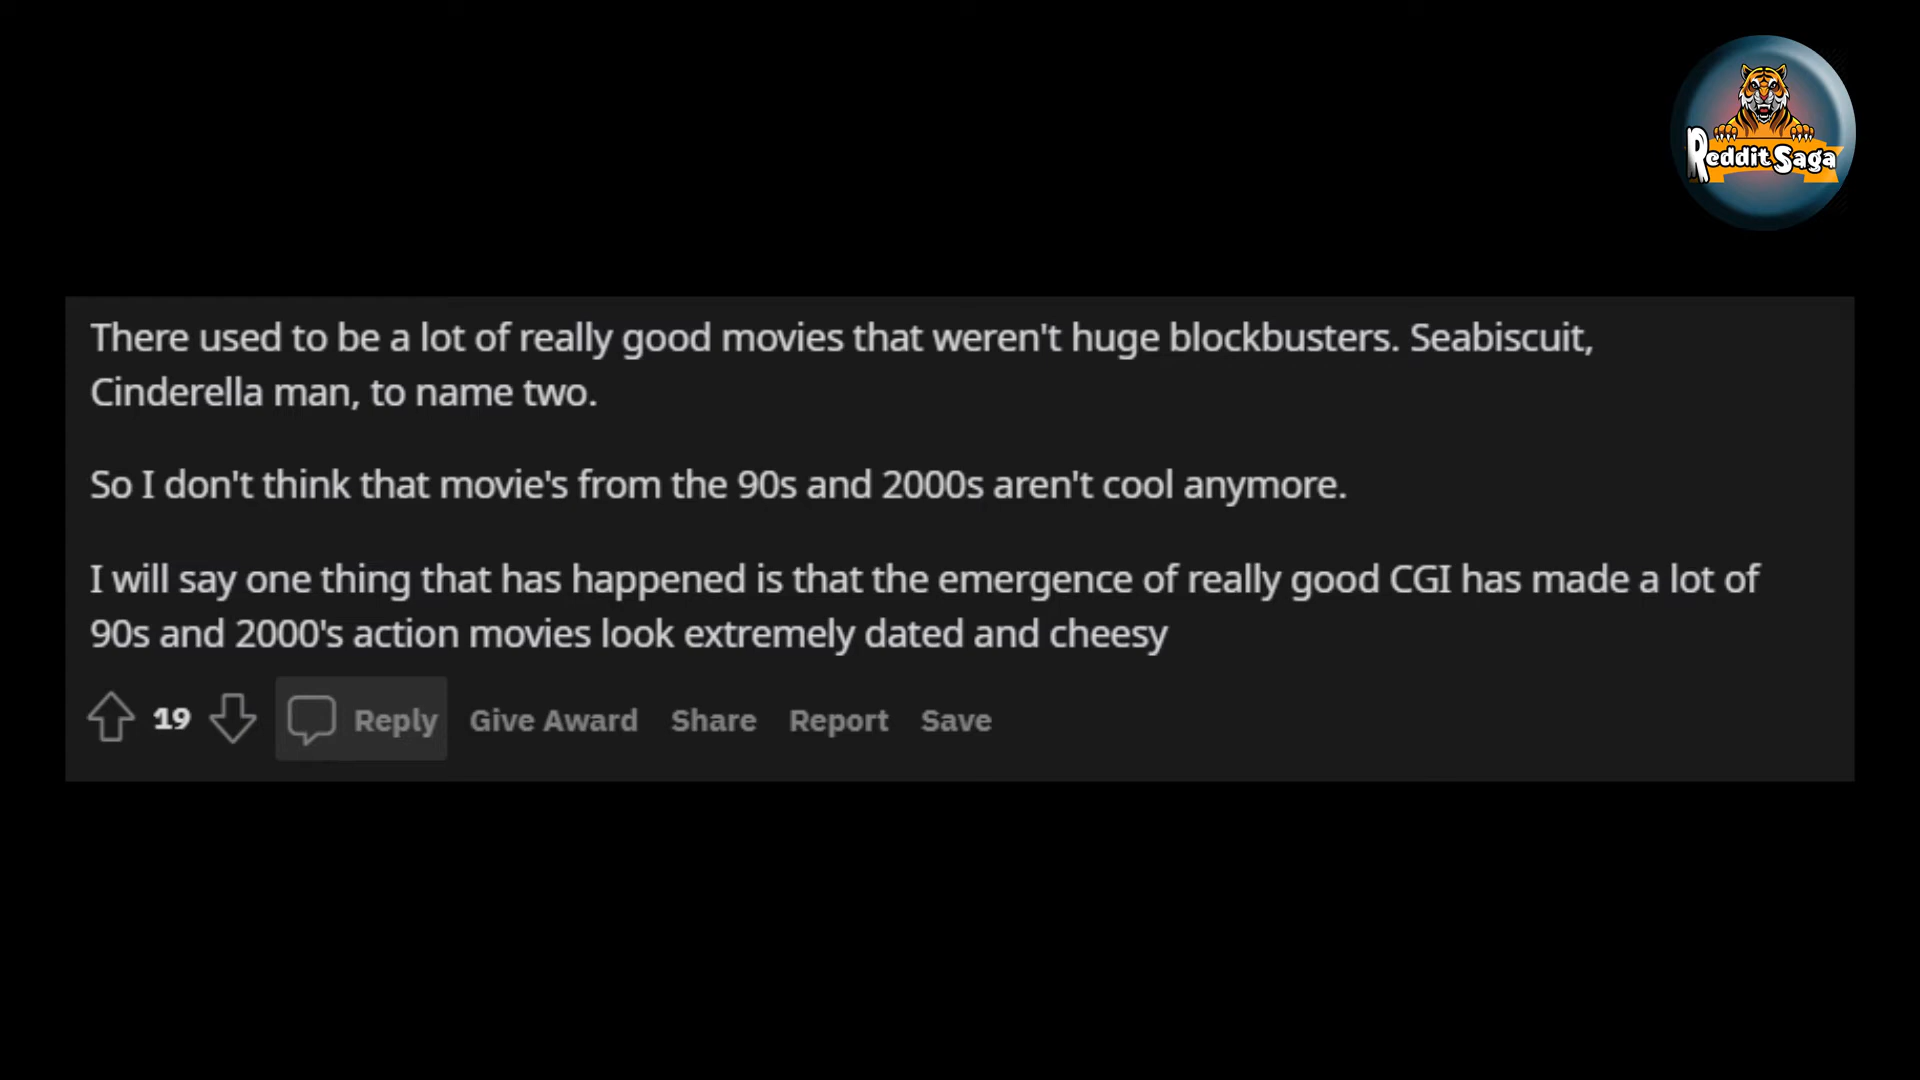 Reddit Saga
There used to be a lot of really good movies that weren't huge blockbusters. Seabiscuit,
Cinderella man, to name two.
So I don't think that movie's from the 90s and 2000s aren't cool anymore.
I will say one thing that has happened is that the emergence of really good CGI has made a lot of
90s and 2000's action movies look extremely dated and cheesy
19 Reply Give Award Share Report Save